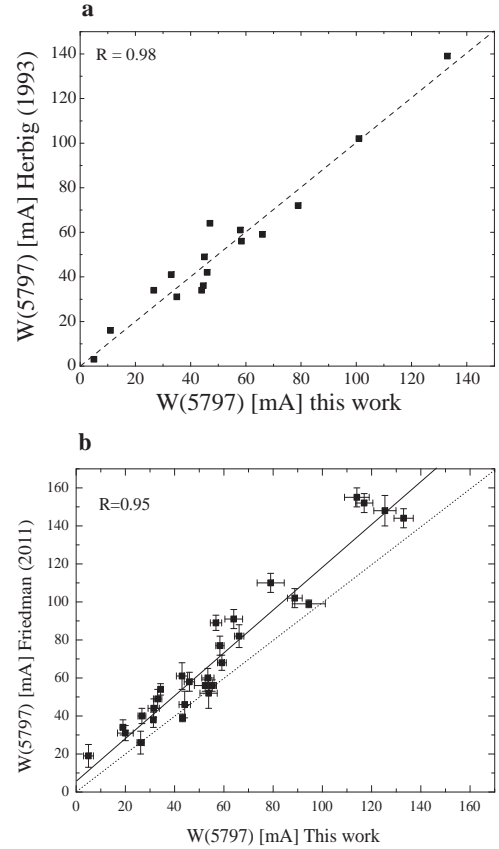 a
R = 0.98
W(5797) [mA] Herbig (1993)
140
120
100
80
60
40
20
0
0 20 40 60 80 100 120 140
W(5797) [mA] this work
b
R=0.95
W(5797) [mA] Friedman (2011)
160
140
120
100
80
60
40
20
0
0 20 40 60 80 100 120 140 160
W(5797) [mA] This work